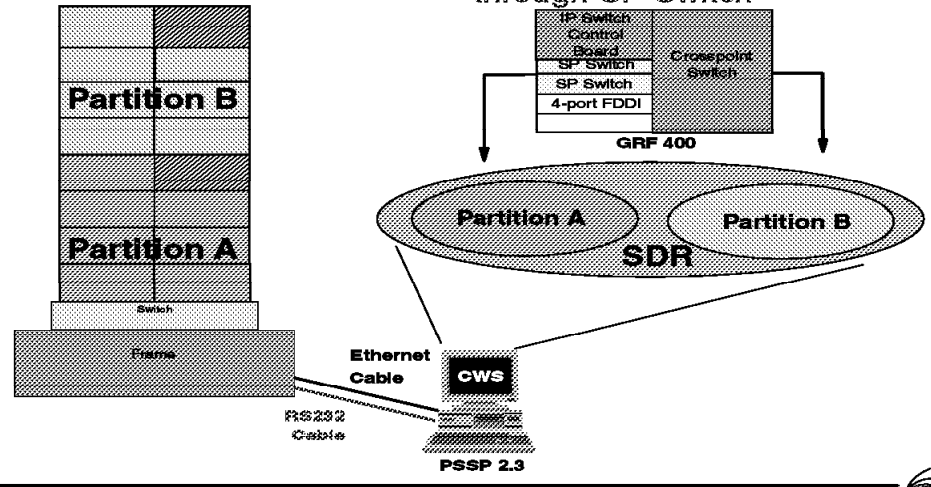 through SP Switch
IP Switch
Control
Board
SP Switch
SP Switch
4-port FDDI
Crosspoint
Switch
GRF 400
Partition B
Partition A
Switch
Frame
Partition A
Partition B
SDR
Ethernet
Cable
RS232
Cable
CWS
PSSP 2.3